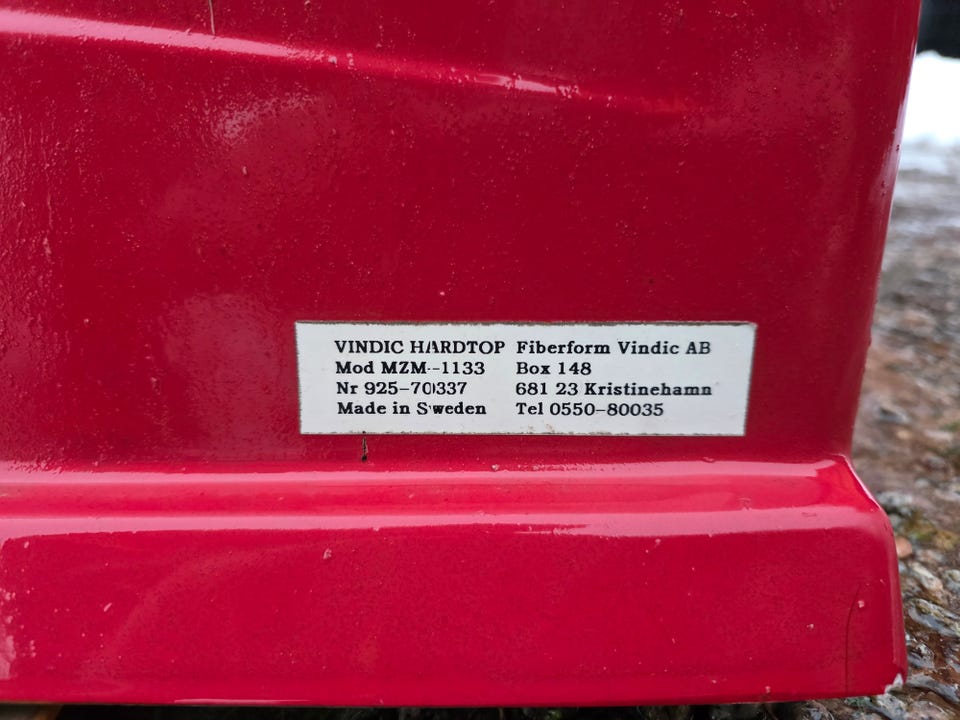 VINDIC HARDTOP Fiberform Vindic AB
Mod MZM-1133 Box 148
Nr 925-70337 681 23 Kristinehamn
Made in Sweden Tel 0550-80035